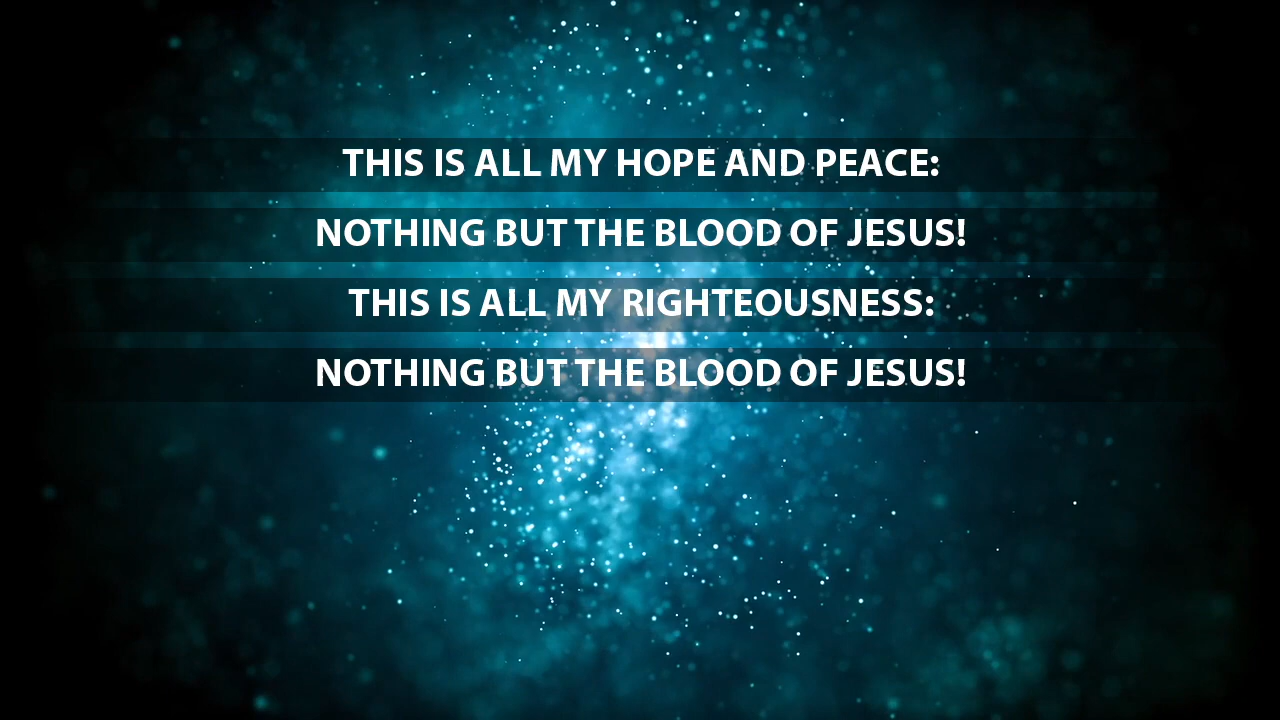 THIS IS ALL MY HOPE AND PEACE:
NOTHING BUT THE BLOOD OF JESUS!
THIS IS ALL MY RIGHTEOUSNESS:
NOTHING BUT THE BLOOD OF JESUS!